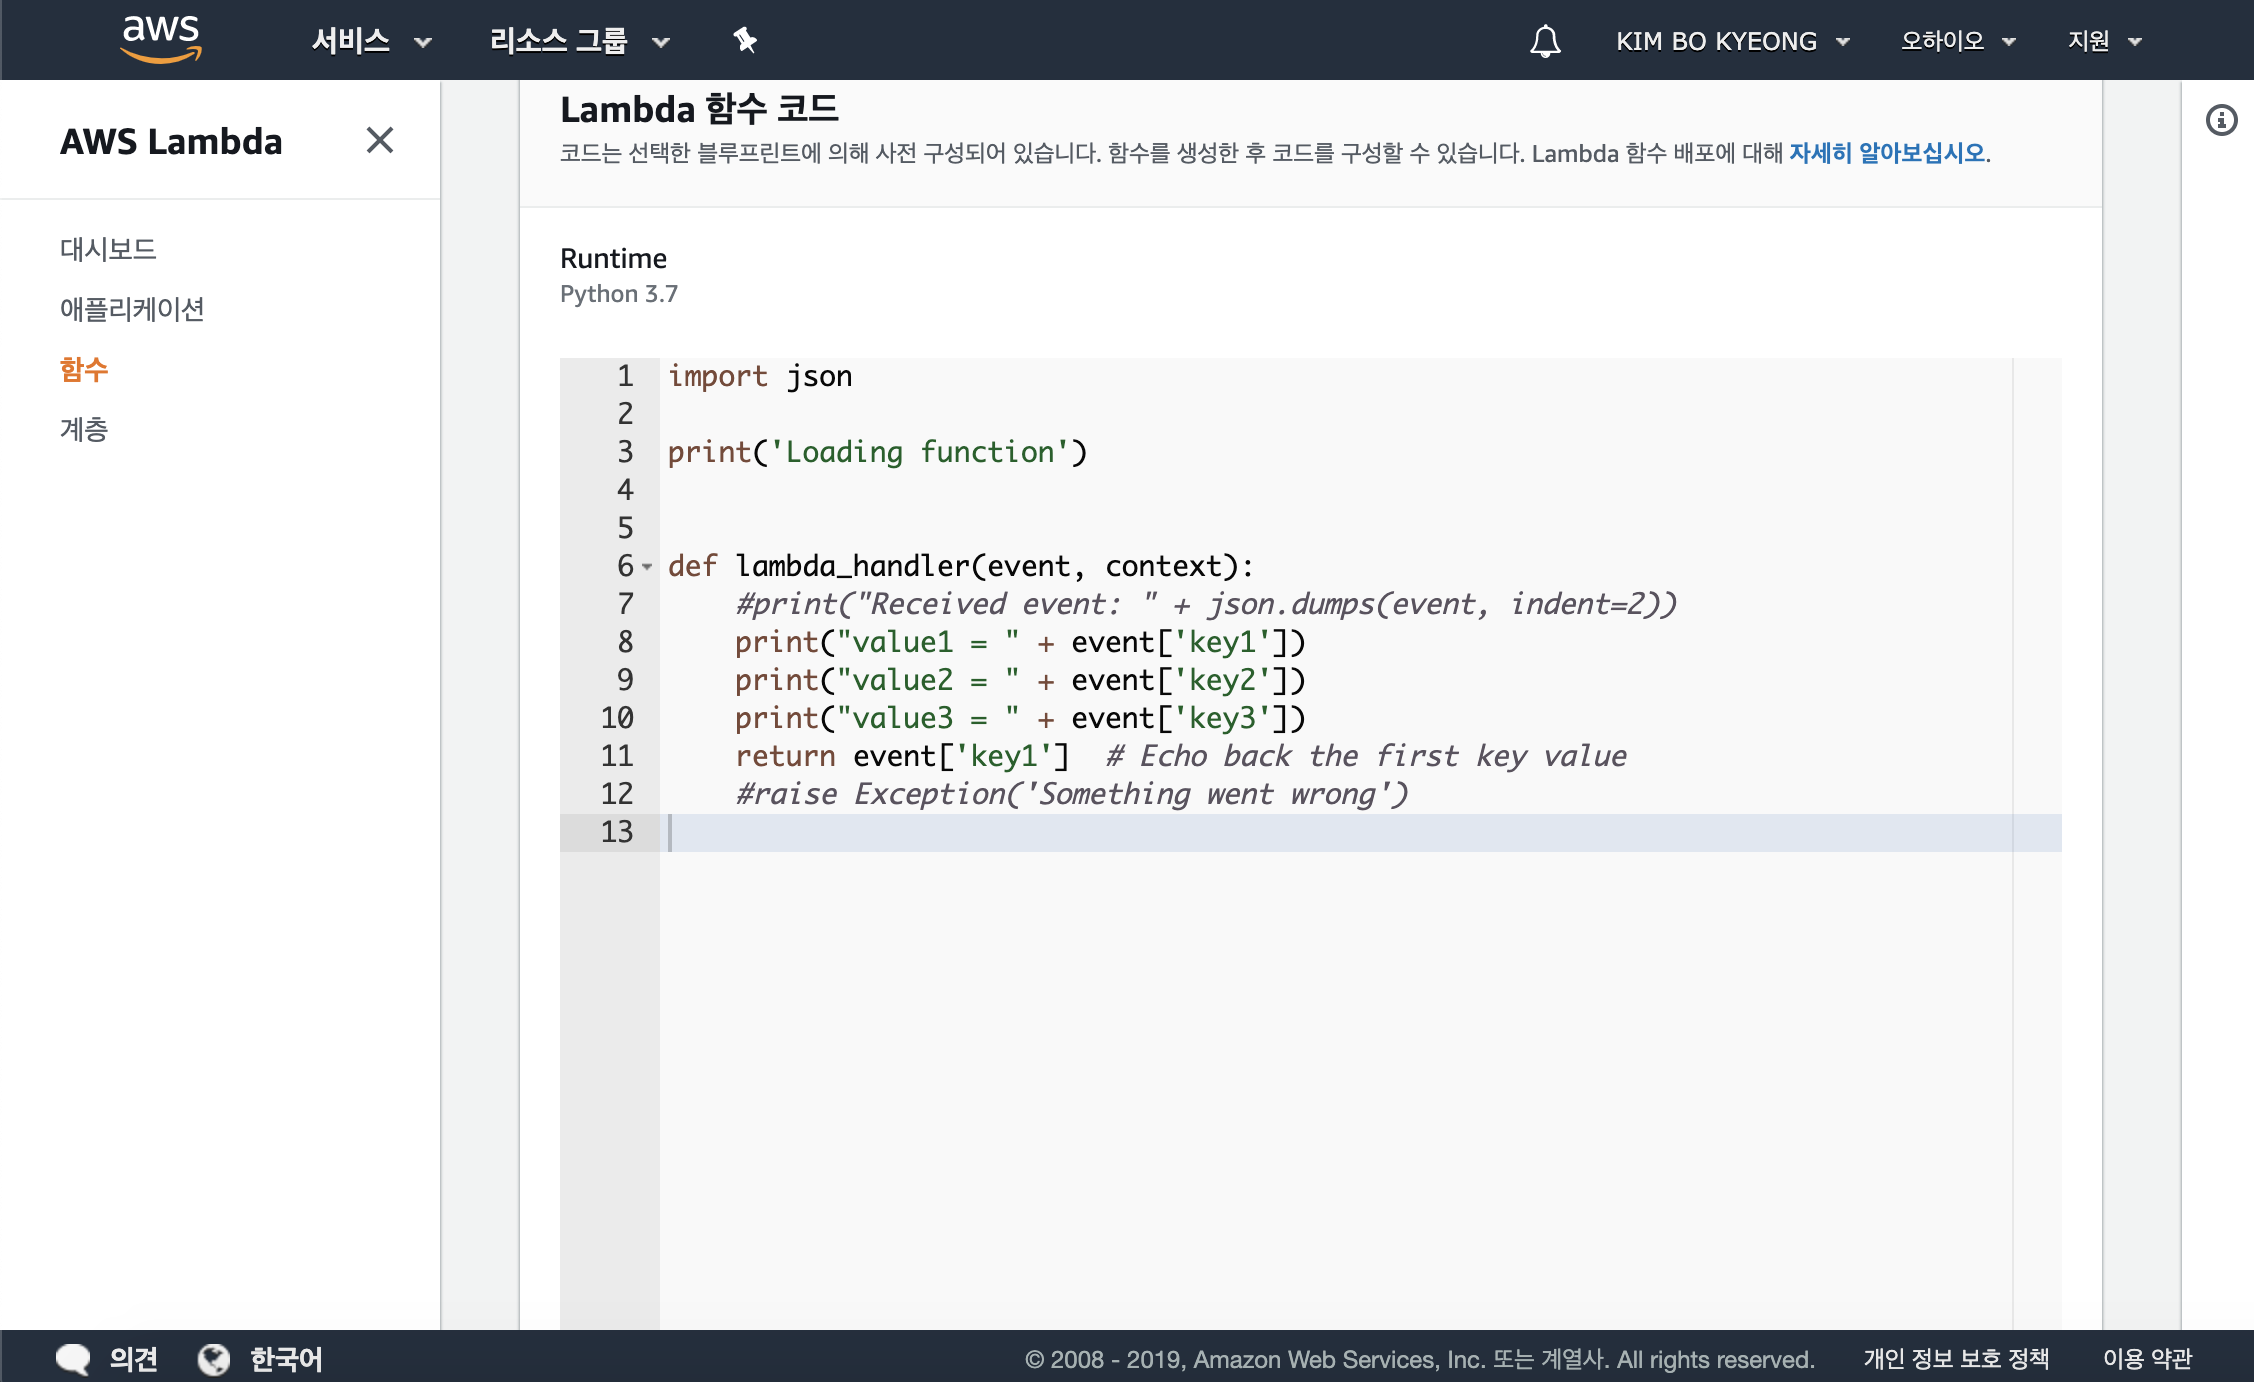 aws 서비스 리소스 그룹 KIM BO KYEONG 오하이오 지원
AWS Lambda
대시보드
애플리케이션
함수
계층
Lambda 함수 코드
코드는 선택한 블루프린트에 의해 사전 구성되어 있습니다. 함수를 생성한 후 코드를 구성할 수 있습니다. Lambda 함수 배포에 대해 자세히 알아보십시오.
Runtime
Python 3.7
1 import json
2
3 print('Loading function')
4
5
6 def lambda_handler(event, context):
7     #print("Received event: " + json.dumps(event, indent=2))
8     print("value1 = " + event['key1'])
9     print("value2 = " + event['key2'])
10     print("value3 = " + event['key3'])
11     return event['key1']  # Echo back the first key value
12     #raise Exception('Something went wrong')
13
의견 한국어 © 2008 - 2019, Amazon Web Services, Inc. 또는 계열사. All rights reserved. 개인 정보 보호 정책 이용 약관